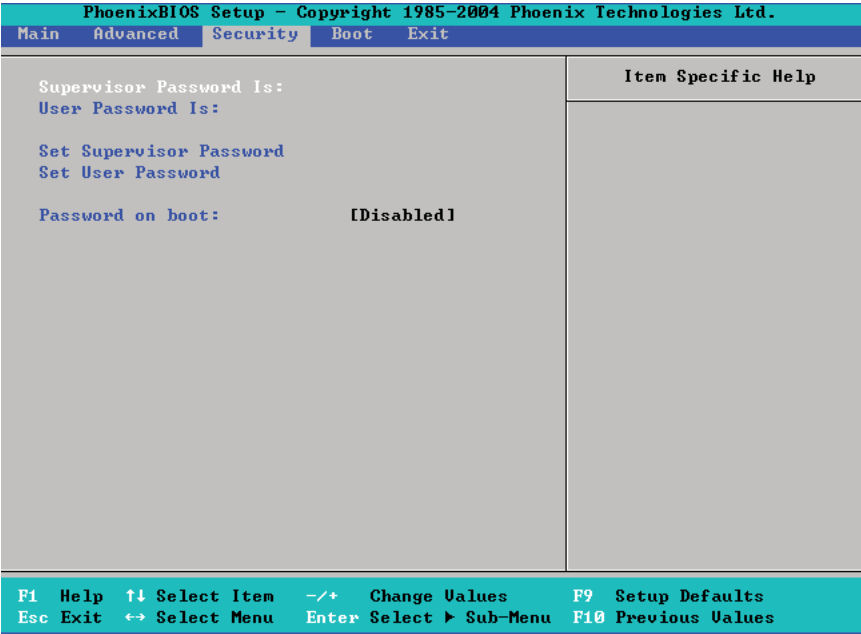 PhoenixBIOS Setup - Copyright 1985-2004 Phoenix Technologies Ltd.
Main Advanced Security Boot Exit
Item Specific Help
Supervisor Password Is:
User Password Is:
Set Supervisor Password
Set User Password
Password on boot: [Disabled]
F1 Help ↑↓ Select Item -/+ Change Values F9 Setup Defaults
Esc Exit ↔ Select Menu Enter Select ▶ Sub-Menu F10 Previous Values